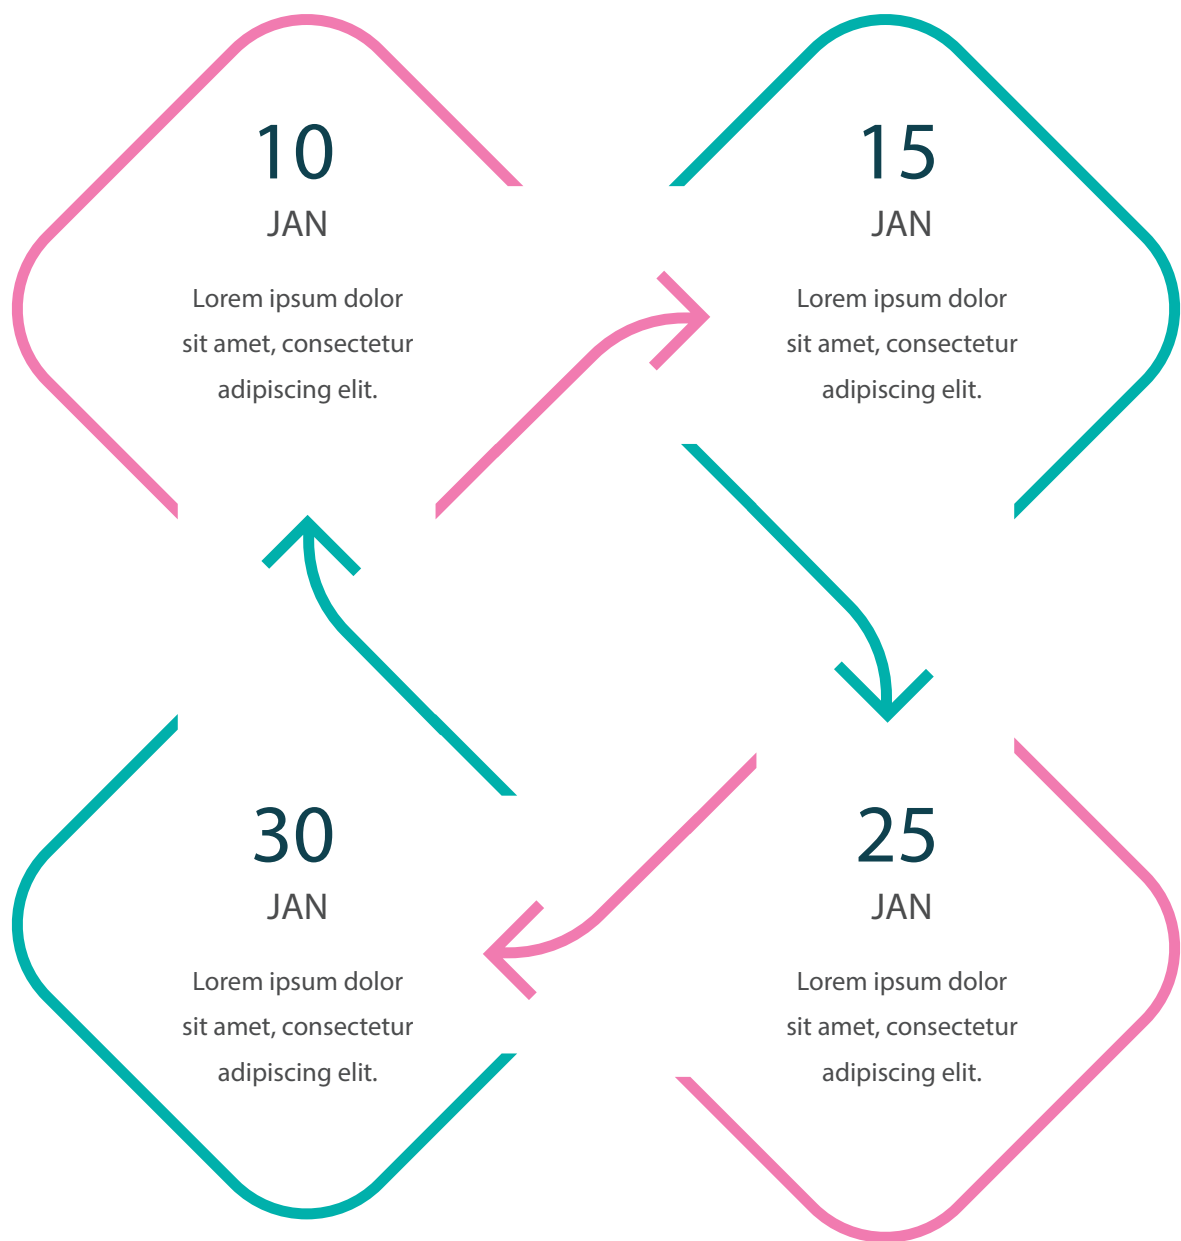 10
JAN
Lorem ipsum dolor
sit amet, consectetur
adipiscing elit.
15
JAN
Lorem ipsum dolor
sit amet, consectetur
adipiscing elit.
30
JAN
Lorem ipsum dolor
sit amet, consectetur
adipiscing elit.
25
JAN
Lorem ipsum dolor
sit amet, consectetur
adipiscing elit.